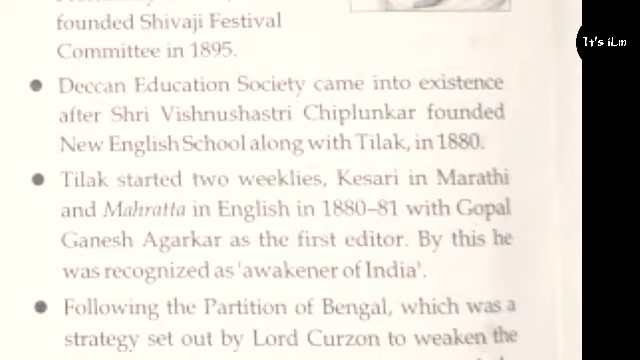 founded Shivaji Festival
Committee in 1895.
● Deccan Education Society came into existence
after Shri Vishnushastri Chiplunkar founded
New English School along with Tilak, in 1880.
● Tilak started two weeklies, Kesari in Marathi
and Mahratta in English in 1880–81 with Gopal
Ganesh Agarkar as the first editor. By this he
was recognized as 'awakener of India'.
● Following the Partition of Bengal, which was a
strategy set out by Lord Curzon to weaken the
It's iLm